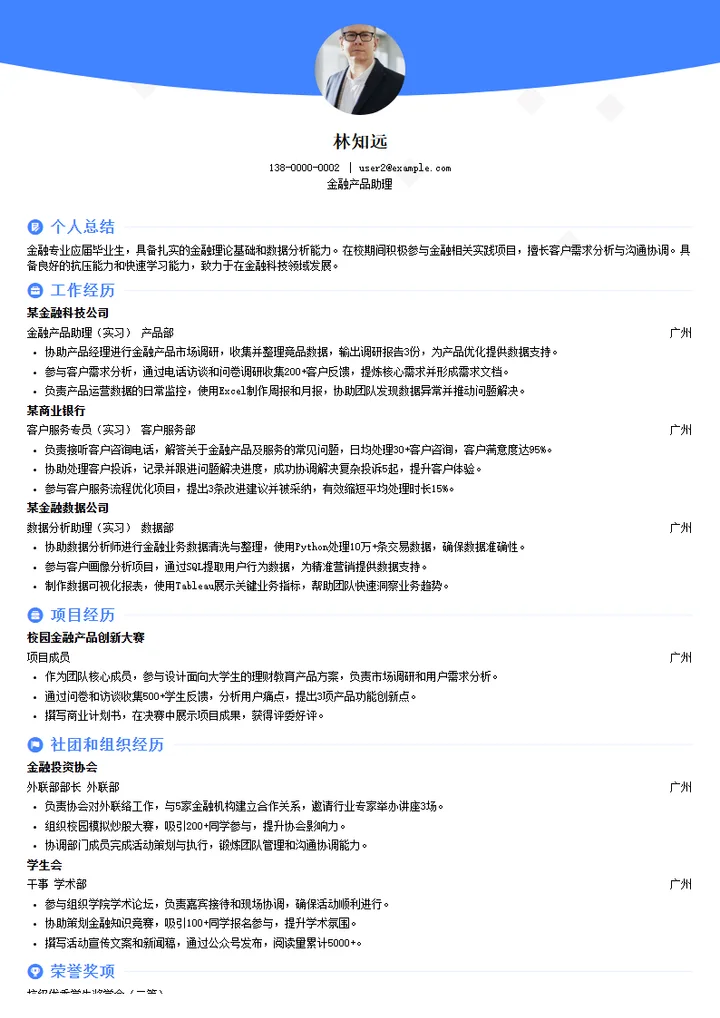 林知远
138-0000-0002 | user2@example.com
金融产品助理
个人总结
金融专业应届毕业生，具备扎实的金融理论基础和数据分析能力。在校期间积极参与金融相关实践项目，擅长客户需求分析与沟通协调。具
备良好的抗压能力和快速学习能力，致力于在金融科技领域发展。
工作经历
某金融科技公司
金融产品助理（实习） 产品部 广州
• 协助产品经理进行金融产品市场调研，收集并整理竞品数据，输出调研报告3份，为产品优化提供数据支持。
• 参与客户需求分析，通过电话访谈和问卷调研收集200+客户反馈，提炼核心需求并形成需求文档。
• 负责产品运营数据的日常监控，使用Excel制作周报和月报，协助团队发现数据异常并推动问题解决。
某商业银行
客户服务专员（实习） 客户服务部 广州
• 负责接听客户咨询电话，解答关于金融产品及服务的常见问题，日均处理30+客户咨询，客户满意度达95%。
• 协助处理客户投诉，记录并跟进问题解决进度，成功协调解决复杂投诉5起，提升客户体验。
• 参与客户服务流程优化项目，提出3条改进建议并被采纳，有效缩短平均处理时长15%。
某金融数据公司
数据分析助理（实习） 数据部 广州
• 协助数据分析师进行金融业务数据清洗与整理，使用Python处理10万+条交易数据，确保数据准确性。
• 参与客户画像分析项目，通过SQL提取用户行为数据，为精准营销提供数据支持。
• 制作数据可视化报表，使用Tableau展示关键业务指标，帮助团队快速洞察业务趋势。
项目经历
校园金融产品创新大赛
项目成员 广州
• 作为团队核心成员，参与设计面向大学生的理财教育产品方案，负责市场调研和用户需求分析。
• 通过问卷和访谈收集500+学生反馈，分析用户痛点，提出3项产品功能创新点。
• 撰写商业计划书，在决赛中展示项目成果，获得评委好评。
社团和组织经历
金融投资协会
外联部部长 外联部 广州
• 负责协会对外联络工作，与5家金融机构建立合作关系，邀请行业专家举办讲座3场。
• 组织校园模拟炒股大赛，吸引200+同学参与，提升协会影响力。
• 协调部门成员完成活动策划与执行，锻炼团队管理和沟通协调能力。
学生会
干事 学术部 广州
• 参与组织学院学术论坛，负责嘉宾接待和现场协调，确保活动顺利进行。
• 协助策划金融知识竞赛，吸引100+同学报名参与，提升学术氛围。
• 撰写活动宣传文案和新闻稿，通过公众号发布，阅读量累计5000+。
荣誉奖项